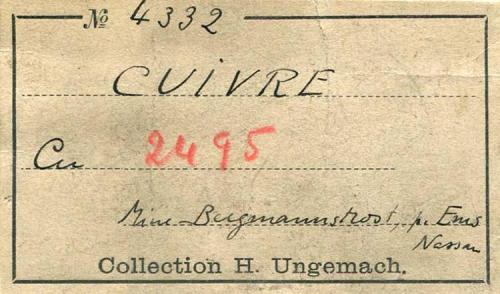 № 4332
CUIVRE
Cu 2495
Mine Bergmannstrost, p. Ems
Nassau
Collection H. Ungemach.